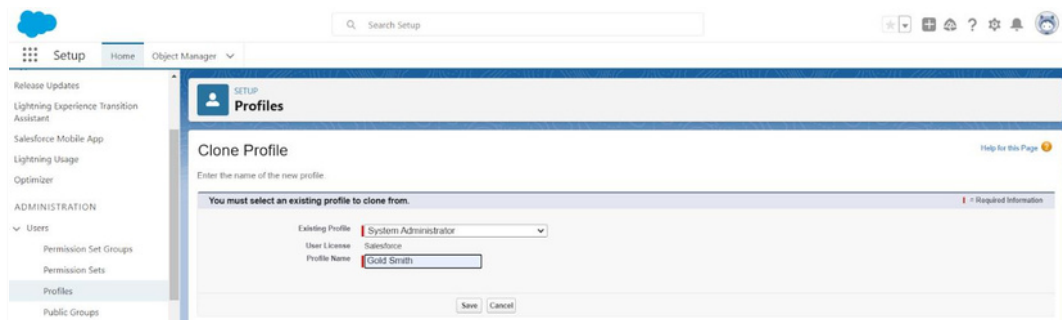 Search Setup
Setup Home Object Manager
Release Updates
Lightning Experience Transition
Assistant
Salesforce Mobile App
Lightning Usage
Optimizer
ADMINISTRATION
Users
Permission Set Groups
Permission Sets
Profiles
Public Groups
SETUP
Profiles
Clone Profile
Help for this Page
Enter the name of the new profile.
You must select an existing profile to clone from.
= Required Information
Existing Profile System Administrator
User License Salesforce
Profile Name Gold Smith
Save Cancel